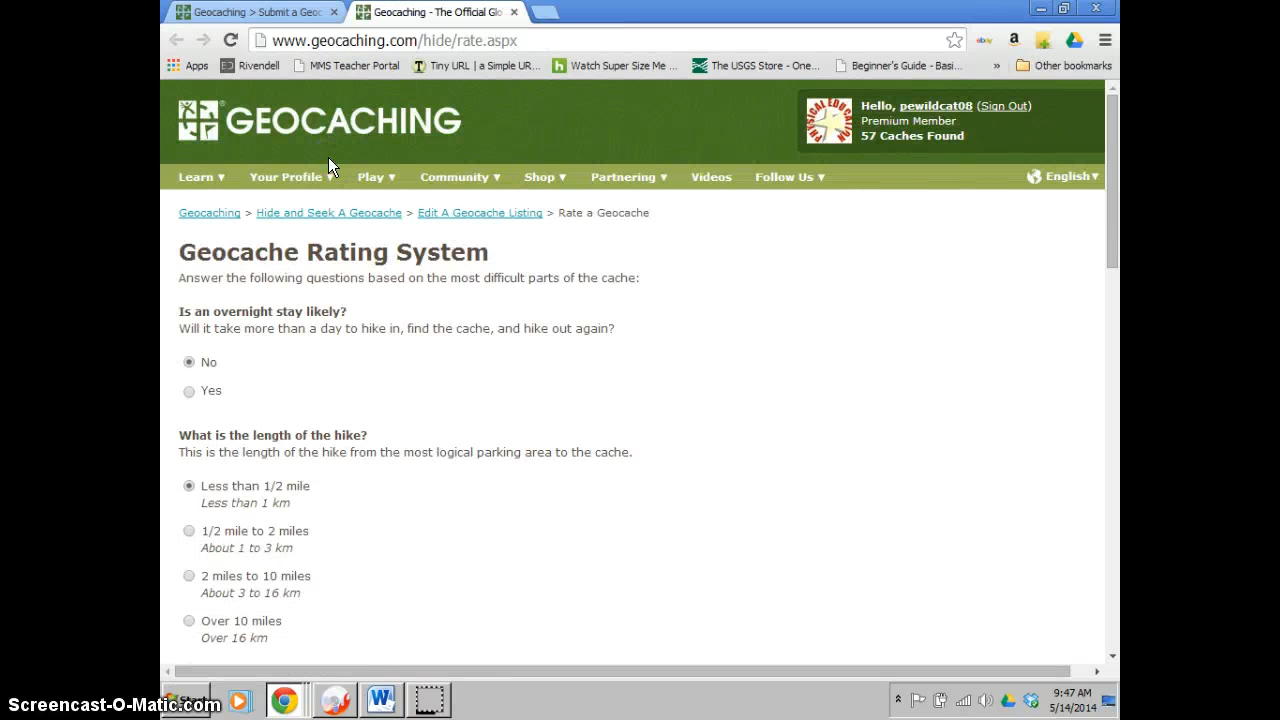 Geocaching > Submit a Geoc
Geocaching - The Official Glo
www.geocaching.com/hide/rate.aspx
ebay
a
Apps
Rivendell
MMS Teacher Portal
Tiny URL | a Simple UR...
Watch Super Size Me ...
The USGS Store - One...
Beginner's Guide - Basi...
»
Other bookmarks
GEOCACHING
Hello, pewildcat08 (Sign Out)
Premium Member
57 Caches Found
Learn ▼
Your Profile ▼
Play ▼
Community ▼
Shop ▼
Partnering ▼
Videos
Follow Us ▼
English▼
Geocaching > Hide and Seek A Geocache > Edit A Geocache Listing > Rate a Geocache
Geocache Rating System
Answer the following questions based on the most difficult parts of the cache:
Is an overnight stay likely?
Will it take more than a day to hike in, find the cache, and hike out again?
No
Yes
What is the length of the hike?
This is the length of the hike from the most logical parking area to the cache.
Less than 1/2 mile
Less than 1 km
1/2 mile to 2 miles
About 1 to 3 km
2 miles to 10 miles
About 3 to 16 km
Over 10 miles
Over 16 km
Screencast-O-Matic.com
9:47 AM
5/14/2014